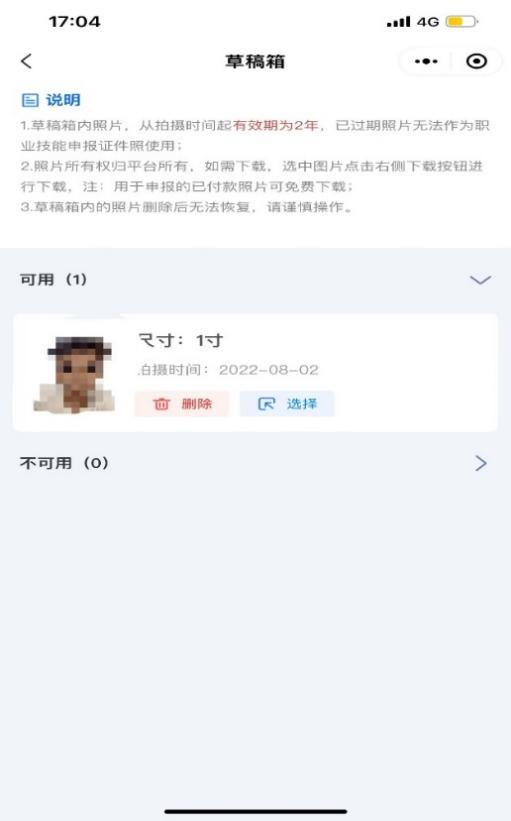 17:04
4G
草稿箱
说明
1.草稿箱内照片，从拍摄时间起有效期为2年，已过期照片无法作为职
业技能申报证件照使用；
2.照片所有权归平台所有，如需下载，选中图片点击右侧下载按钮进
行下载，注：用于申报的已付款照片可免费下载；
3.草稿箱内的照片删除后无法恢复，请谨慎操作。
可用（1）
尺寸：1寸
拍摄时间：2022-08-02
删除
选择
不可用（0）